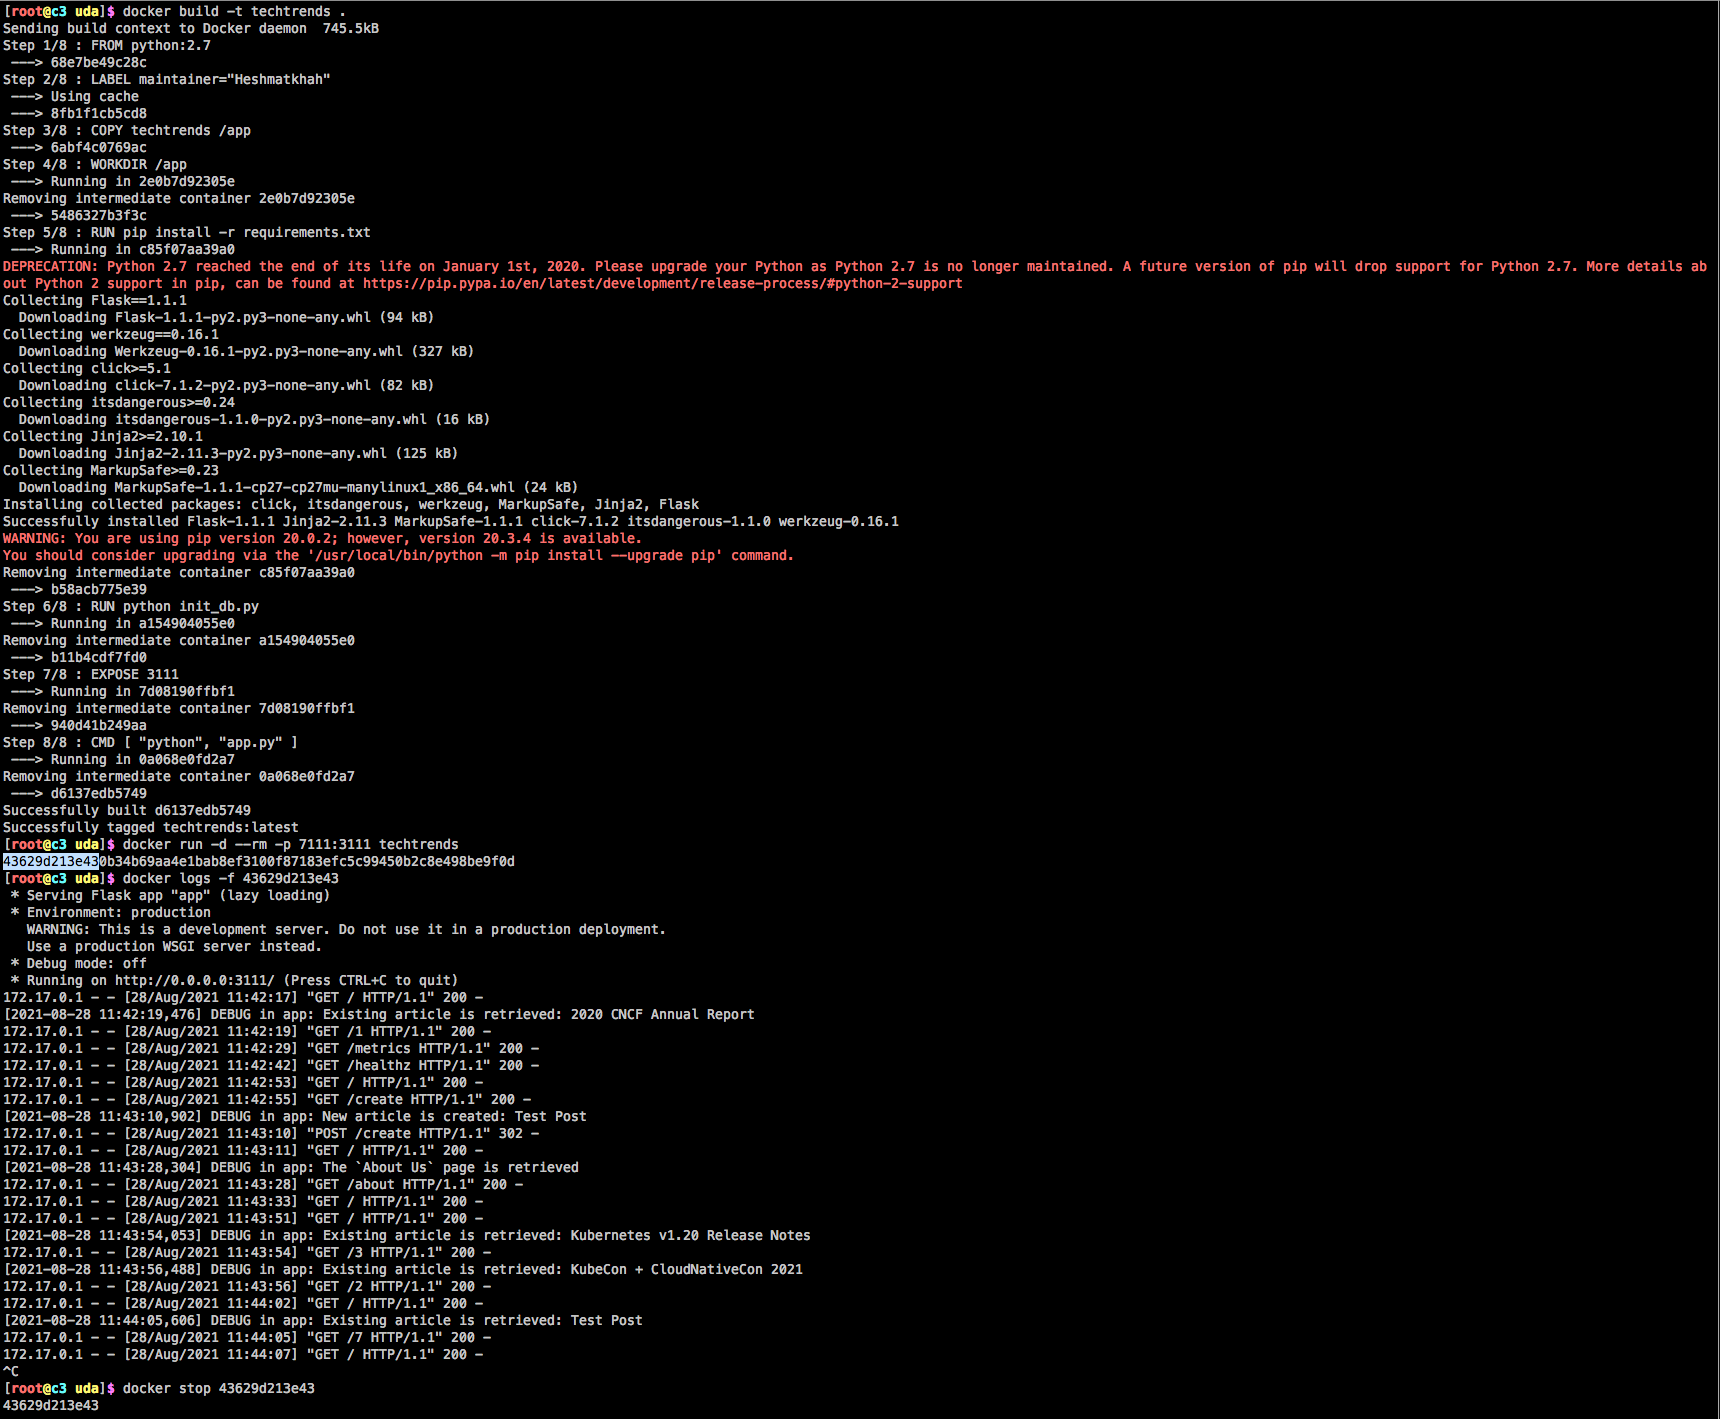 [root@c3 uda]$ docker build -t techtrends .
Sending build context to Docker daemon  745.5kB
Step 1/8 : FROM python:2.7
 ---> 68e7be49c28c
Step 2/8 : LABEL maintainer="Heshmatkhah"
 ---> Using cache
 ---> 8fb1f1cb5cd8
Step 3/8 : COPY techtrends /app
 ---> 6abf4c0769ac
Step 4/8 : WORKDIR /app
 ---> Running in 2e0b7d92305e
Removing intermediate container 2e0b7d92305e
 ---> 5486327b3f3c
Step 5/8 : RUN pip install -r requirements.txt
 ---> Running in c85f07aa39a0
DEPRECATION: Python 2.7 reached the end of its life on January 1st, 2020. Please upgrade your Python as Python 2.7 is no longer maintained. A future version of pip will drop support for Python 2.7. More details ab
out Python 2 support in pip, can be found at https://pip.pypa.io/en/latest/development/release-process/#python-2-support
Collecting Flask==1.1.1
  Downloading Flask-1.1.1-py2.py3-none-any.whl (94 kB)
Collecting werkzeug==0.16.1
  Downloading Werkzeug-0.16.1-py2.py3-none-any.whl (327 kB)
Collecting click>=5.1
  Downloading click-7.1.2-py2.py3-none-any.whl (82 kB)
Collecting itsdangerous>=0.24
  Downloading itsdangerous-1.1.0-py2.py3-none-any.whl (16 kB)
Collecting Jinja2>=2.10.1
  Downloading Jinja2-2.11.3-py2.py3-none-any.whl (125 kB)
Collecting MarkupSafe>=0.23
  Downloading MarkupSafe-1.1.1-cp27-cp27mu-manylinux1_x86_64.whl (24 kB)
Installing collected packages: click, itsdangerous, werkzeug, MarkupSafe, Jinja2, Flask
Successfully installed Flask-1.1.1 Jinja2-2.11.3 MarkupSafe-1.1.1 click-7.1.2 itsdangerous-1.1.0 werkzeug-0.16.1
WARNING: You are using pip version 20.0.2; however, version 20.3.4 is available.
You should consider upgrading via the '/usr/local/bin/python -m pip install --upgrade pip' command.
Removing intermediate container c85f07aa39a0
 ---> b58acb775e39
Step 6/8 : RUN python init_db.py
 ---> Running in a154904055e0
Removing intermediate container a154904055e0
 ---> b11b4cdf7fd0
Step 7/8 : EXPOSE 3111
 ---> Running in 7d08190ffbf1
Removing intermediate container 7d08190ffbf1
 ---> 940d41b249aa
Step 8/8 : CMD [ "python", "app.py" ]
 ---> Running in 0a068e0fd2a7
Removing intermediate container 0a068e0fd2a7
 ---> d6137edb5749
Successfully built d6137edb5749
Successfully tagged techtrends:latest
[root@c3 uda]$ docker run -d --rm -p 7111:3111 techtrends
43629d213e430b34b69aa4e1bab8ef3100f87183efc5c99450b2c8e498be9f0d
[root@c3 uda]$ docker logs -f 43629d213e43
 * Serving Flask app "app" (lazy loading)
 * Environment: production
   WARNING: This is a development server. Do not use it in a production deployment.
   Use a production WSGI server instead.
 * Debug mode: off
 * Running on http://0.0.0.0:3111/ (Press CTRL+C to quit)
172.17.0.1 - - [28/Aug/2021 11:42:17] "GET / HTTP/1.1" 200 -
[2021-08-28 11:42:19,476] DEBUG in app: Existing article is retrieved: 2020 CNCF Annual Report
172.17.0.1 - - [28/Aug/2021 11:42:19] "GET /1 HTTP/1.1" 200 -
172.17.0.1 - - [28/Aug/2021 11:42:29] "GET /metrics HTTP/1.1" 200 -
172.17.0.1 - - [28/Aug/2021 11:42:42] "GET /healthz HTTP/1.1" 200 -
172.17.0.1 - - [28/Aug/2021 11:42:53] "GET / HTTP/1.1" 200 -
172.17.0.1 - - [28/Aug/2021 11:42:55] "GET /create HTTP/1.1" 200 -
[2021-08-28 11:43:10,902] DEBUG in app: New article is created: Test Post
172.17.0.1 - - [28/Aug/2021 11:43:10] "POST /create HTTP/1.1" 302 -
172.17.0.1 - - [28/Aug/2021 11:43:11] "GET / HTTP/1.1" 200 -
[2021-08-28 11:43:28,304] DEBUG in app: The `About Us` page is retrieved
172.17.0.1 - - [28/Aug/2021 11:43:28] "GET /about HTTP/1.1" 200 -
172.17.0.1 - - [28/Aug/2021 11:43:33] "GET / HTTP/1.1" 200 -
172.17.0.1 - - [28/Aug/2021 11:43:51] "GET / HTTP/1.1" 200 -
[2021-08-28 11:43:54,053] DEBUG in app: Existing article is retrieved: Kubernetes v1.20 Release Notes
172.17.0.1 - - [28/Aug/2021 11:43:54] "GET /3 HTTP/1.1" 200 -
[2021-08-28 11:43:56,488] DEBUG in app: Existing article is retrieved: KubeCon + CloudNativeCon 2021
172.17.0.1 - - [28/Aug/2021 11:43:56] "GET /2 HTTP/1.1" 200 -
172.17.0.1 - - [28/Aug/2021 11:44:02] "GET / HTTP/1.1" 200 -
[2021-08-28 11:44:05,606] DEBUG in app: Existing article is retrieved: Test Post
172.17.0.1 - - [28/Aug/2021 11:44:05] "GET /7 HTTP/1.1" 200 -
172.17.0.1 - - [28/Aug/2021 11:44:07] "GET / HTTP/1.1" 200 -
^C
[root@c3 uda]$ docker stop 43629d213e43
43629d213e43